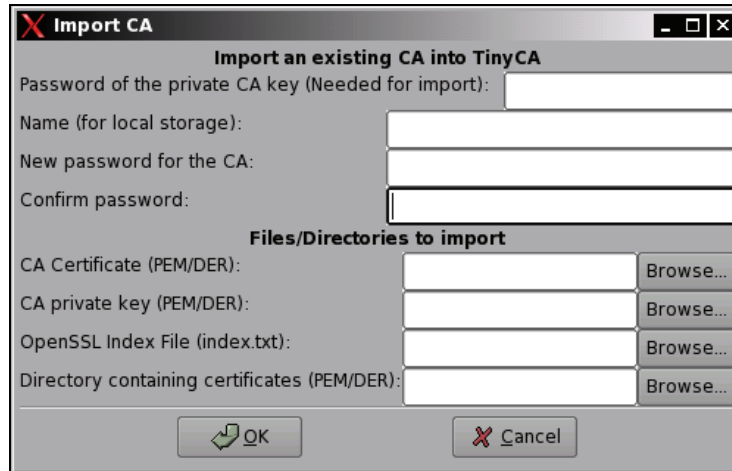 Import CA
Import an existing CA into TinyCA
Password of the private CA key (Needed for import):
Name (for local storage):
New password for the CA:
Confirm password:
Files/Directories to import
CA Certificate (PEM/DER): Browse...
CA private key (PEM/DER): Browse...
OpenSSL Index File (index.txt): Browse...
Directory containing certificates (PEM/DER): Browse...
OK Cancel